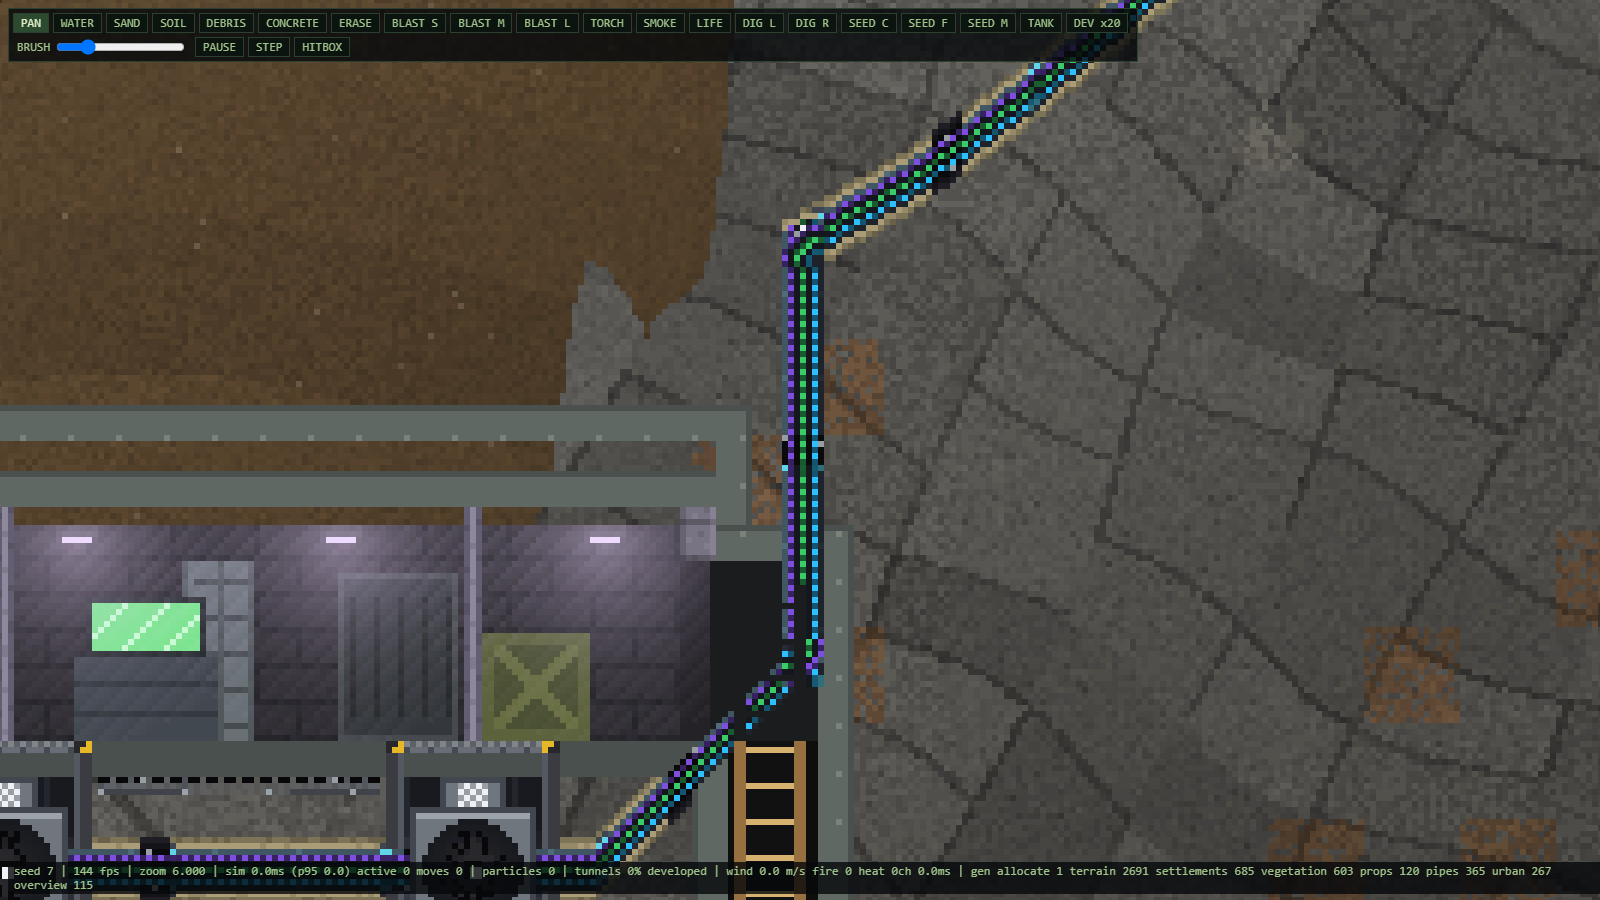 PAN WATER SAND SOIL DEBRIS CONCRETE ERASE BLAST S BLAST M BLAST L TORCH SMOKE LIFE DIG L DIG R SEED C SEED F SEED M TANK DEV x20
BRUSH PAUSE STEP HITBOX
seed 7 | 144 fps | zoom 6.000 | sim 0.0ms (p95 0.0) active 0 moves 0 | particles 0 | tunnels 0% developed | wind 0.0 m/s fire 0 heat 0ch 0.0ms | gen allocate 1 terrain 2691 settlements 685 vegetation 603 props 120 pipes 365 urban 267
overview 115